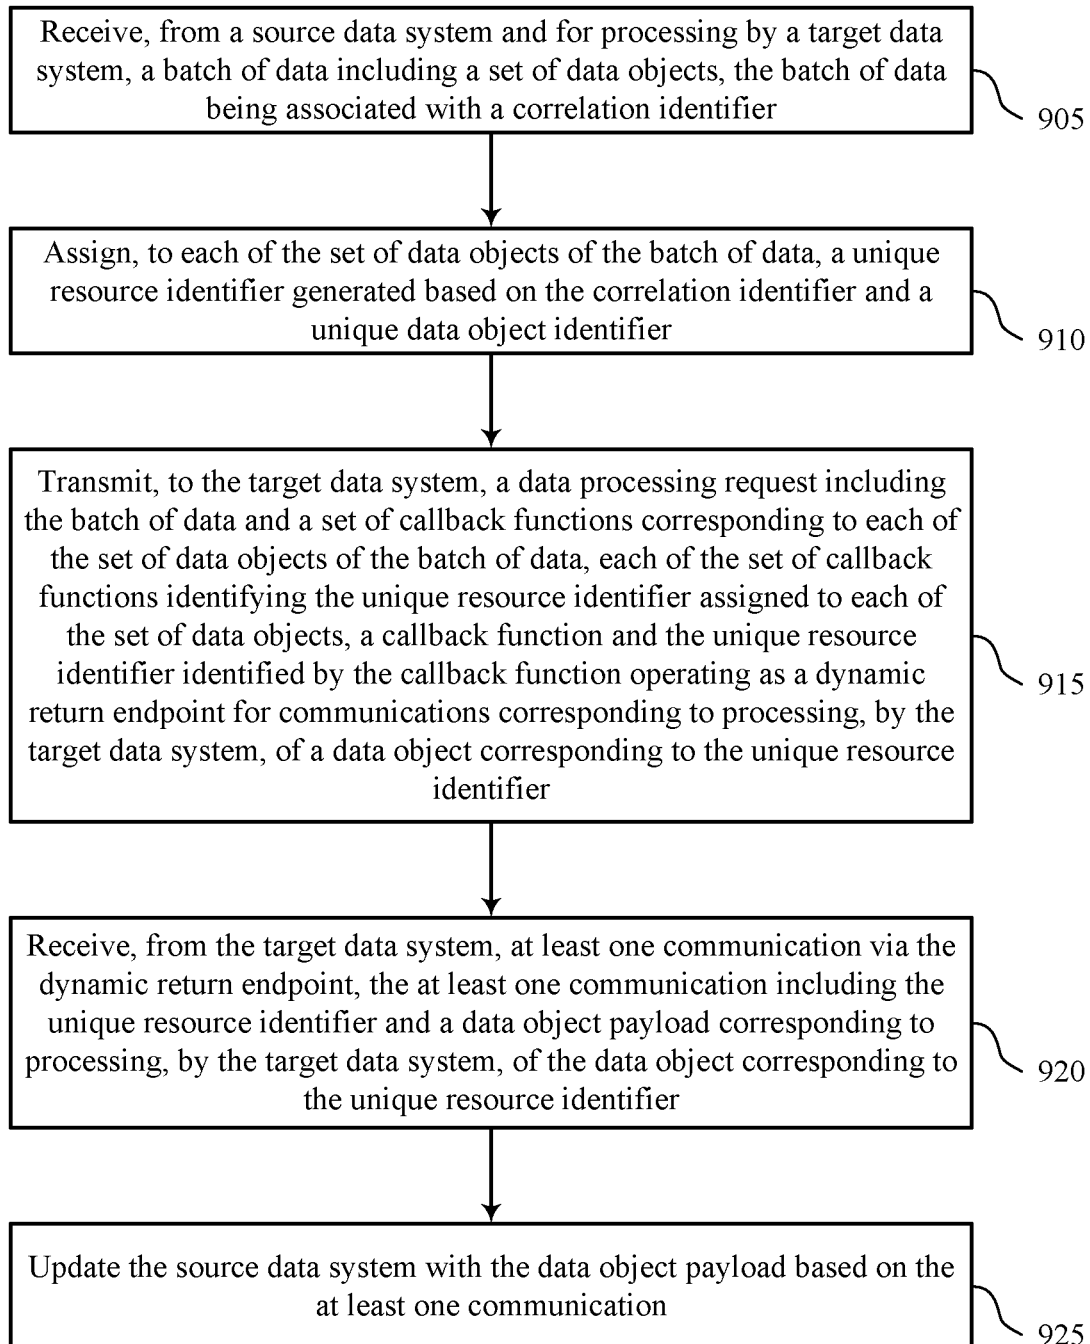 Receive, from a source data system and for processing by a target data
system, a batch of data including a set of data objects, the batch of data
being associated with a correlation identifier
905
Assign, to each of the set of data objects of the batch of data, a unique
resource identifier generated based on the correlation identifier and a
unique data object identifier
910
Transmit, to the target data system, a data processing request including
the batch of data and a set of callback functions corresponding to each of
the set of data objects of the batch of data, each of the set of callback
functions identifying the unique resource identifier assigned to each of
the set of data objects, a callback function and the unique resource
identifier identified by the callback function operating as a dynamic
return endpoint for communications corresponding to processing, by the
target data system, of a data object corresponding to the unique resource
identifier
915
Receive, from the target data system, at least one communication via the
dynamic return endpoint, the at least one communication including the
unique resource identifier and a data object payload corresponding to
processing, by the target data system, of the data object corresponding to
the unique resource identifier
920
Update the source data system with the data object payload based on the
at least one communication
925